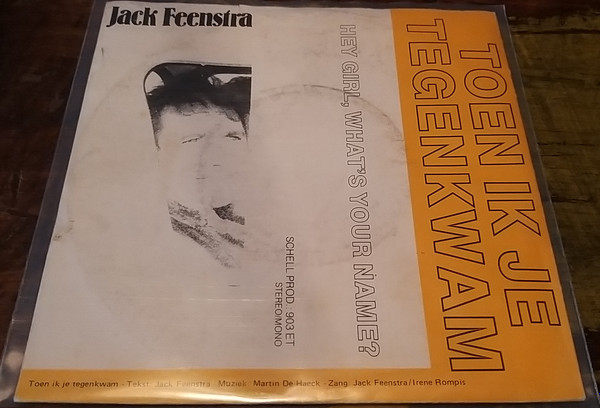 Jack Feenstra
TOEN IK JE
TEGENKWAM
HEY GIRL, WHAT'S YOUR NAME?
SCHELL PROD. 903 ET
STEREO/MONO
Toen ik je tegenkwam - Tekst: Jack Feenstra - Muziek: Martin De Haeck - Zang: Jack Feenstra/Irene Rompis